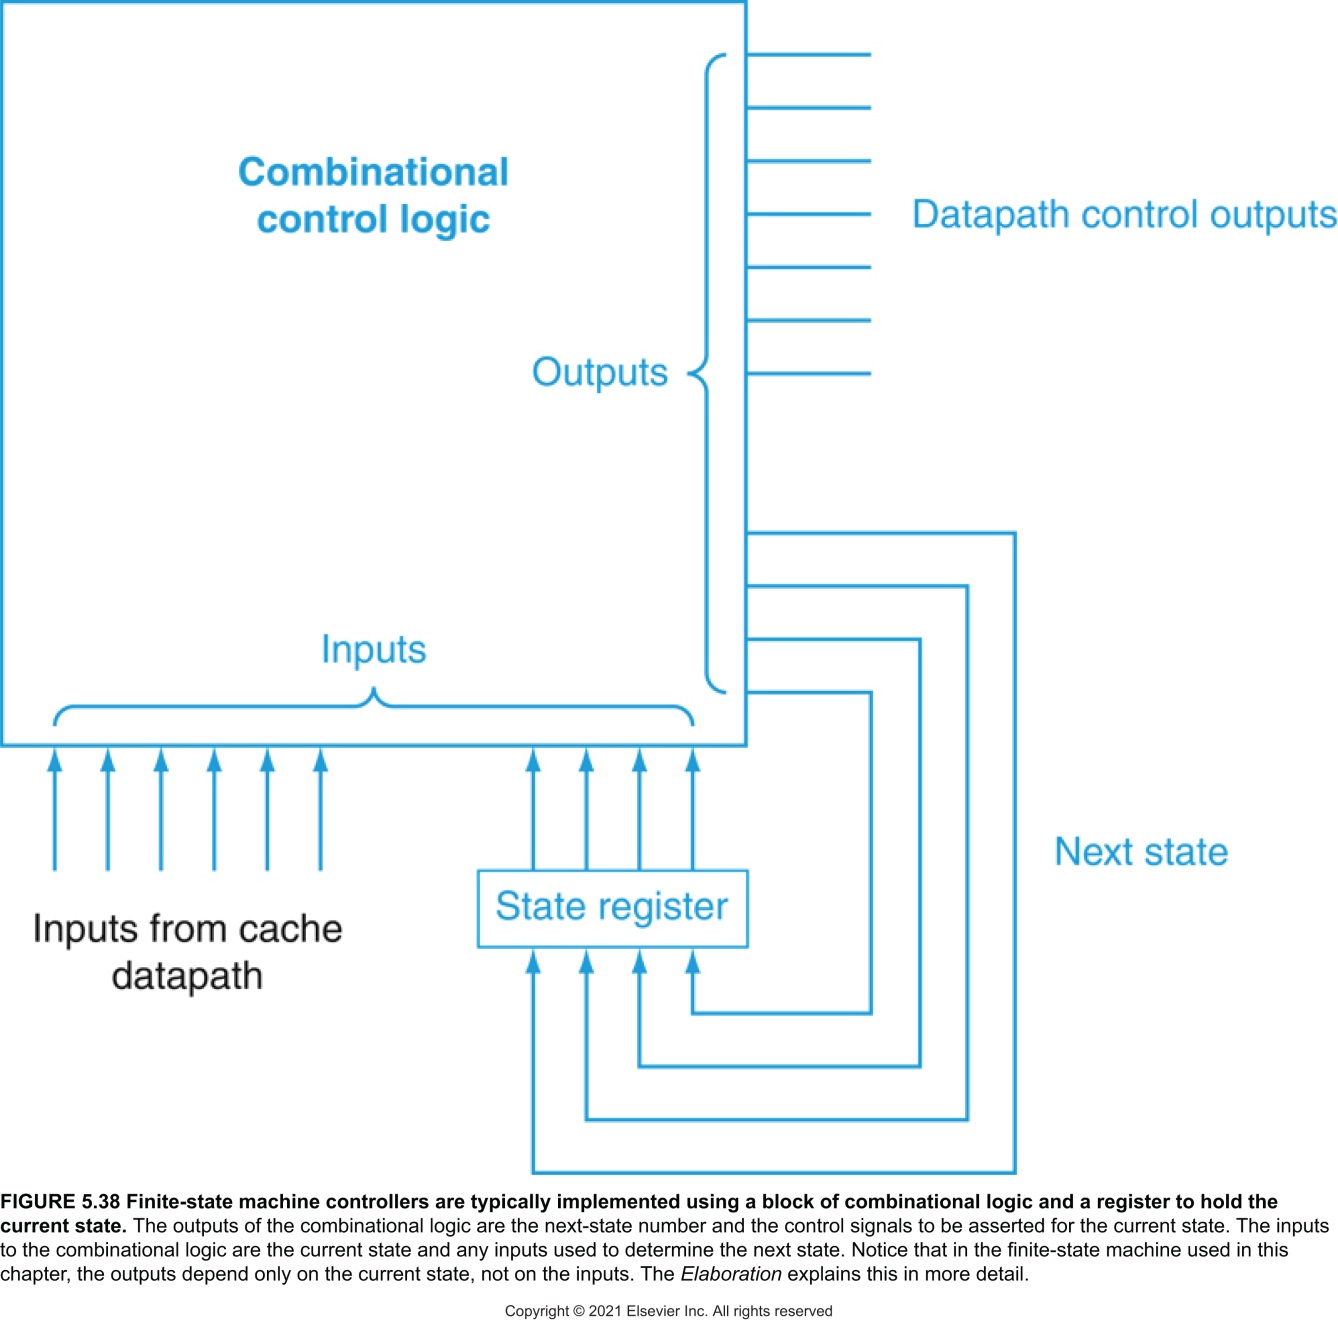 Combinational
control logic
Datapath control outputs
Outputs
Inputs
Next state
State register
Inputs from cache
datapath
FIGURE 5.38 Finite-state machine controllers are typically implemented using a block of combinational logic and a register to hold the
current state. The outputs of the combinational logic are the next-state number and the control signals to be asserted for the current state. The inputs
to the combinational logic are the current state and any inputs used to determine the next state. Notice that in the finite-state machine used in this
chapter, the outputs depend only on the current state, not on the inputs. The Elaboration explains this in more detail.
Copyright © 2021 Elsevier Inc. All rights reserved